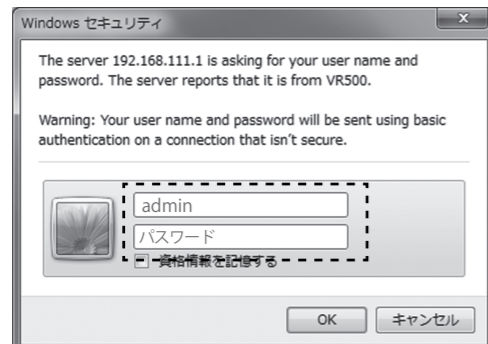 Windows セキュリティ
The server 192.168.111.1 is asking for your user name and
password. The server reports that it is from VR500.
Warning: Your user name and password will be sent using basic
authentication on a connection that isn't secure.
admin
パスワード
資格情報を記憶する
OK キャンセル